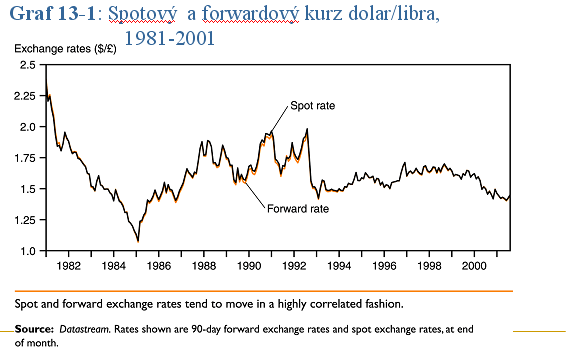 Graf 13-1: Spotový a forwardový kurz dolar/libra,
1981-2001
Exchange rates ($/£)
2.5
2.25
2.0
1.75
1.5
1.25
1.0
Spot rate
Forward rate
1982 1984 1986 1988 1990 1992 1994 1996 1998 2000
Spot and forward exchange rates tend to move in a highly correlated fashion.
Source: Datastream. Rates shown are 90-day forward exchange rates and spot exchange rates, at end
of month.